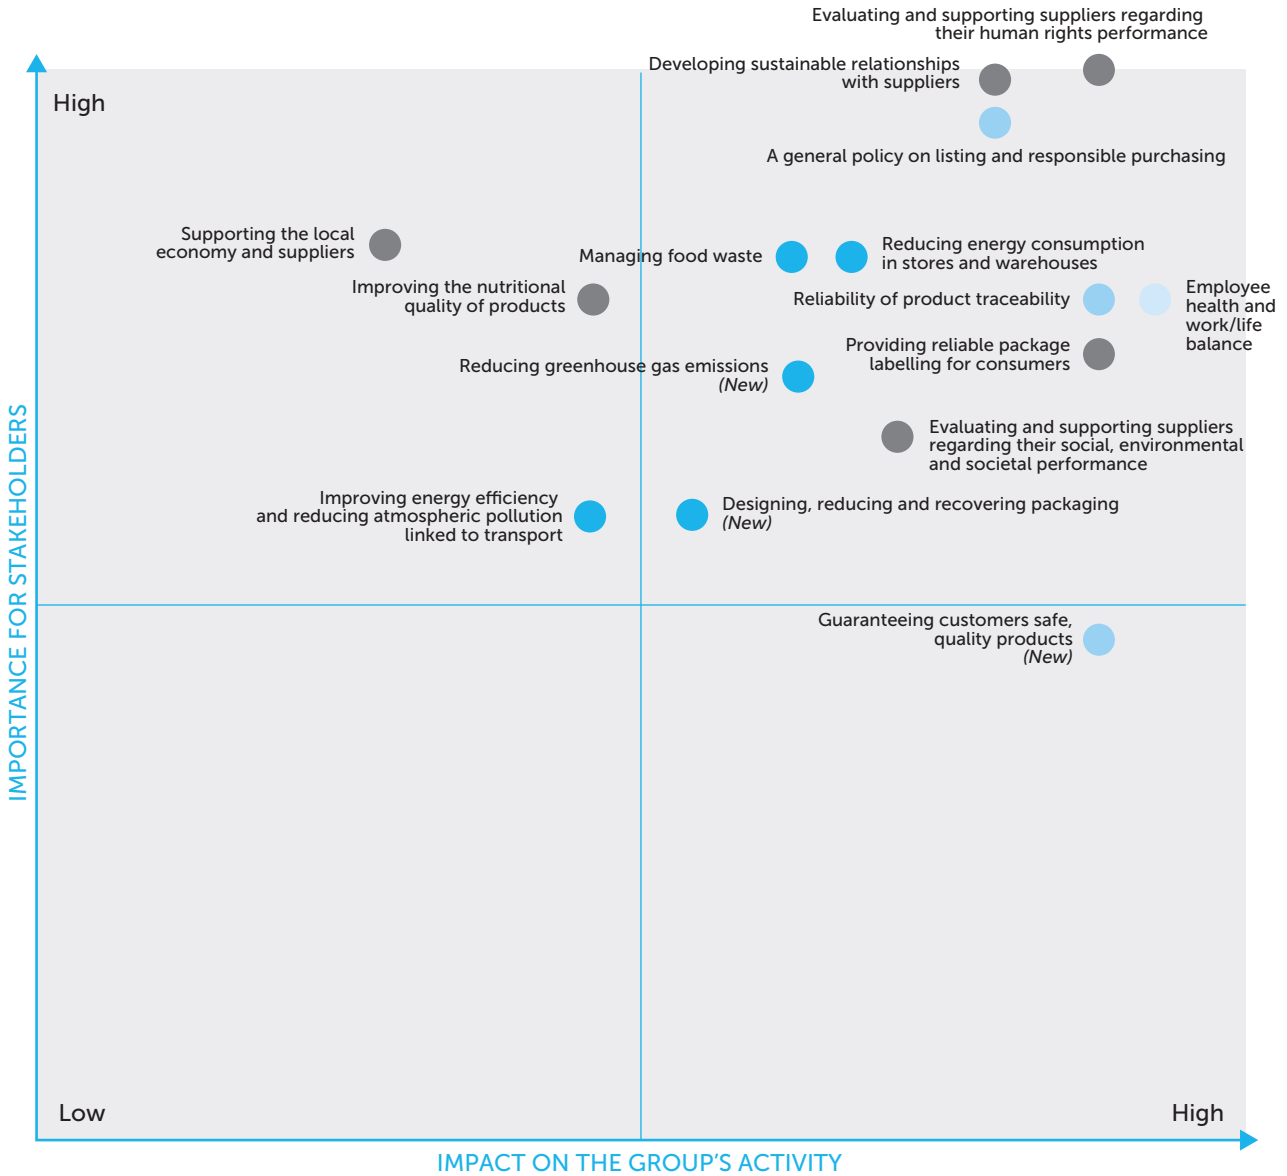 Evaluating and supporting suppliers regarding
their human rights performance
Developing sustainable relationships
with suppliers
High
A general policy on listing and responsible purchasing
Supporting the local
economy and suppliers
Managing food waste
Reducing energy consumption
in stores and warehouses
Improving the nutritional
quality of products
Reliability of product traceability
Employee
health and
work/life
balance
Providing reliable package
labelling for consumers
Reducing greenhouse gas emissions
(New)
Evaluating and supporting suppliers
regarding their social, environmental
and societal performance
Improving energy efficiency
and reducing atmospheric pollution
linked to transport
Designing, reducing and recovering packaging
(New)
IMPORTANCE FOR STAKEHOLDERS
Guaranteeing customers safe,
quality products
(New)
Low
High
IMPACT ON THE GROUP'S ACTIVITY